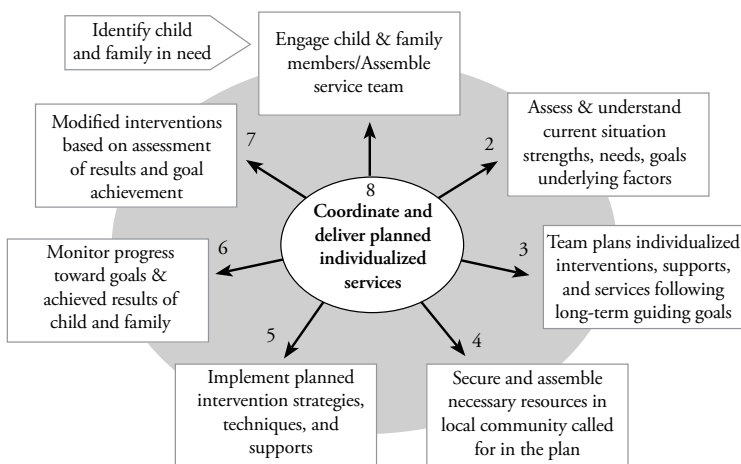 Identify child
and family in need
Engage child & family
members/Assemble
service team
2
Assess & understand
current situation
strengths, needs, goals
underlying factors
3
Team plans individualized
interventions, supports,
and services following
long-term guiding goals
4
Secure and assemble
necessary resources in
local community called
for in the plan
5
Implement planned
intervention strategies,
techniques, and
supports
6
Monitor progress
toward goals &
achieved results of
child and family
7
Modified interventions
based on assessment
of results and goal
achievement
8
Coordinate and
deliver planned
individualized
services